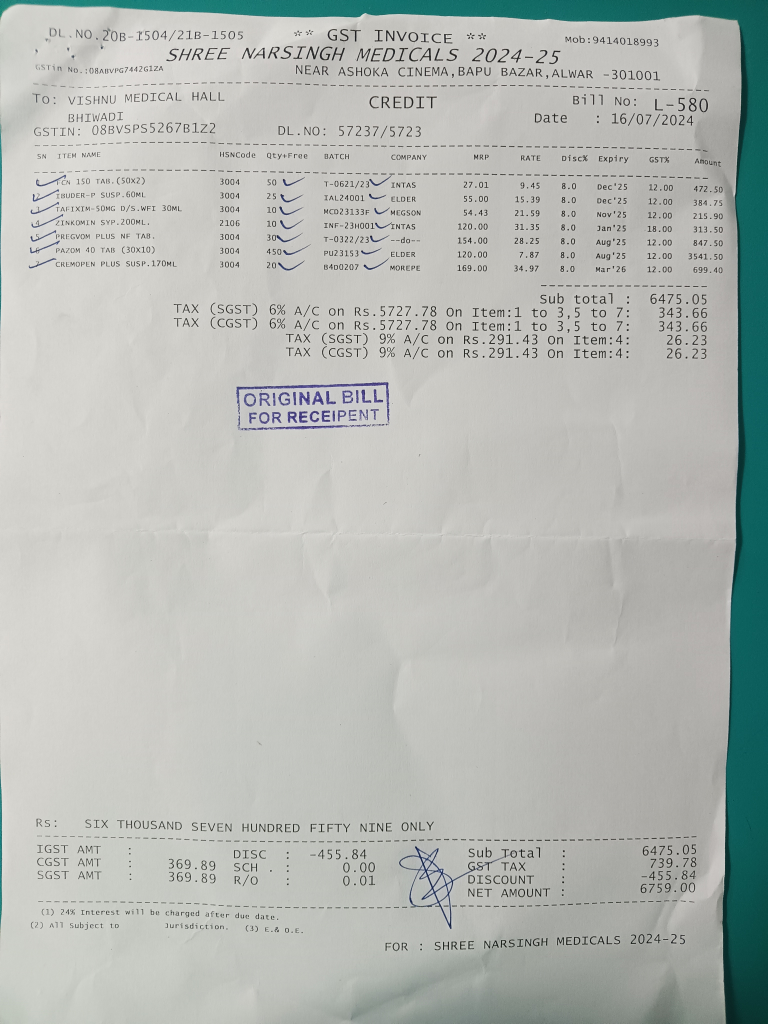 DL.NO.20B-1504/21B-1505 ** GST INVOICE ** Mob:9414018993
SHREE NARSINGH MEDICALS 2024-25
GSTin No.:08ABVPG7442G1ZA NEAR ASHOKA CINEMA,BAPU BAZAR,ALWAR -301001
To: VISHNU MEDICAL HALL CREDIT Bill No: L-580
BHIWADI Date : 16/07/2024
GSTIN: 08BVSPS5267B1Z2 DL.NO: 57237/5723
SN ITEM NAME HSNCode Qty+Free BATCH COMPANY MRP RATE Disc% Expiry GST% Amount
1 FCN 150 TAB.(50x2) 3004 50 T-0621/23 INTAS 27.01 9.45 8.0 Dec'25 12.00 472.50
2 IBUDER-P SUSP.60ML 3004 25 IAL24001 ELDER 55.00 15.39 8.0 Dec'25 12.00 384.75
3 TAFIXIM-50MG D/S.WFI 30ML 3004 10 MCD23133F MEGSON 54.43 21.59 8.0 Nov'25 12.00 215.90
4 ZINKOMIN SYP.200ML. 2106 10 INF-23H001 INTAS 120.00 31.35 8.0 Jan'25 18.00 313.50
5 PREGVOM PLUS NF TAB. 3004 30 T-0322/23 --do-- 154.00 28.25 8.0 Aug'25 12.00 847.50
6 PAZOM 40 TAB (30X10) 3004 450 PU23153 ELDER 120.00 7.87 8.0 Aug'25 12.00 3541.50
7 CREMOPEN PLUS SUSP.170ML 3004 20 B4D0207 MOREPE 169.00 34.97 8.0 Mar'26 12.00 699.40
Sub total : 6475.05
TAX (SGST) 6% A/C on Rs.5727.78 On Item:1 to 3,5 to 7: 343.66
TAX (CGST) 6% A/C on Rs.5727.78 On Item:1 to 3,5 to 7: 343.66
TAX (SGST) 9% A/C on Rs.291.43 On Item:4: 26.23
TAX (CGST) 9% A/C on Rs.291.43 On Item:4: 26.23
ORIGINAL BILL
FOR RECEIPENT
Rs: SIX THOUSAND SEVEN HUNDRED FIFTY NINE ONLY
IGST AMT : DISC : -455.84 Sub Total : 6475.05
CGST AMT : 369.89 SCH . : 0.00 GST TAX : 739.78
SGST AMT : 369.89 R/O : 0.01 DISCOUNT : -455.84
NET AMOUNT : 6759.00
(1) 24% Interest will be charged after due date.
(2) All Subject to Jurisdiction. (3) E.& O.E.
FOR : SHREE NARSINGH MEDICALS 2024-25